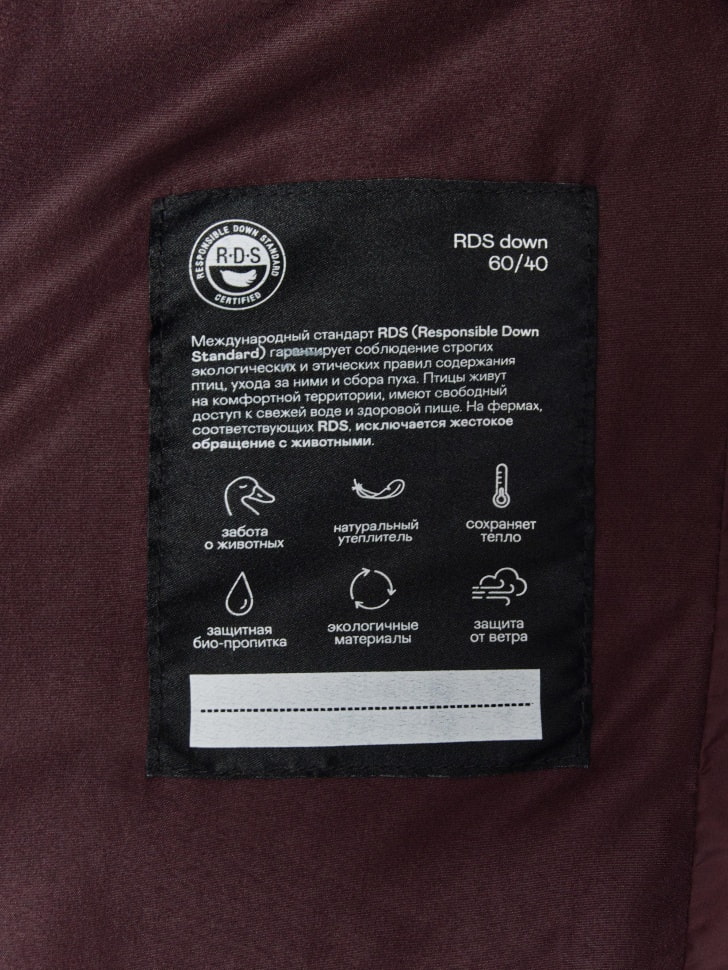 RESPONSIBLE DOWN STANDARD
R·D·S
CERTIFIED
RDS down
60/40
Международный стандарт RDS (Responsible Down
Standard) гарантирует соблюдение строгих
экологических и этических правил содержания
птиц, ухода за ними и сбора пуха. Птицы живут
на комфортной территории, имеют свободный
доступ к свежей воде и здоровой пище. На фермах,
соответствующих RDS, исключается жестокое
обращение с животными.
забота
о животных
натуральный
утеплитель
сохраняет
тепло
защитная
био-пропитка
экологичные
материалы
защита
от ветра